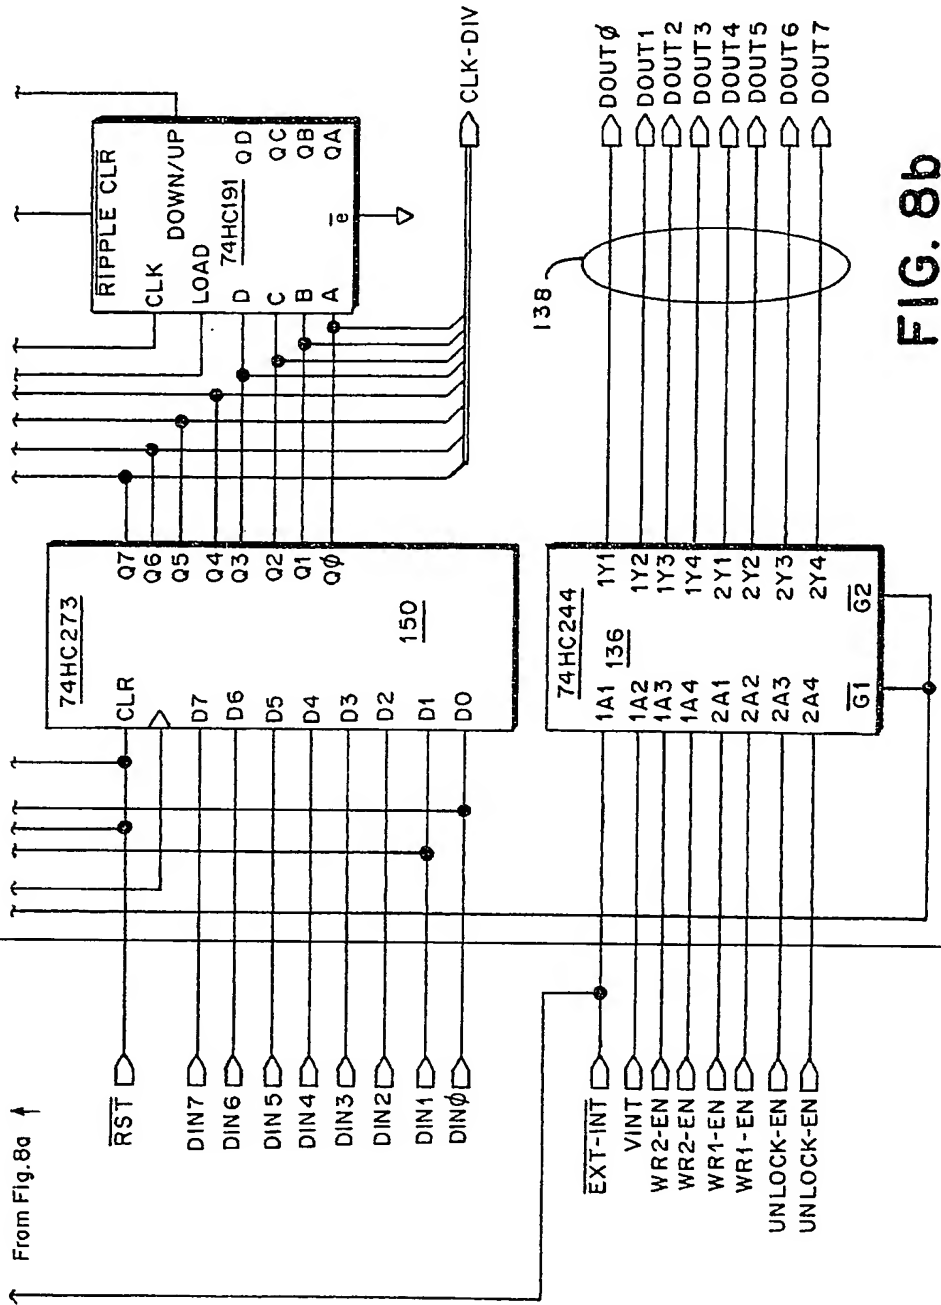 From Fig. 8a
RST
DIN7
DIN6
DIN5
DIN4
DIN3
DIN2
DIN1
DINØ
74HC273
CLR
D7
D6
D5
D4
D3
D2
D1
D0
150
Q7
Q6
Q5
Q4
Q3
Q2
Q1
QØ
RIPPLE CLR
CLK
DOWN/UP
LOAD
74HC191
D
C
B
A
QD
QC
QB
QA
e
CLK-DIV
EXT-INT
VINT
WR2-EN
WR2-EN
WR1-EN
WR1-EN
UNLOCK-EN
UNLOCK-EN
74HC244
136
1A1
1A2
1A3
1A4
2A1
2A2
2A3
2A4
1Y1
1Y2
1Y3
1Y4
2Y1
2Y2
2Y3
2Y4
G1
G2
138
DOUTØ
DOUT1
DOUT2
DOUT3
DOUT4
DOUT5
DOUT6
DOUT7
FIG. 8b